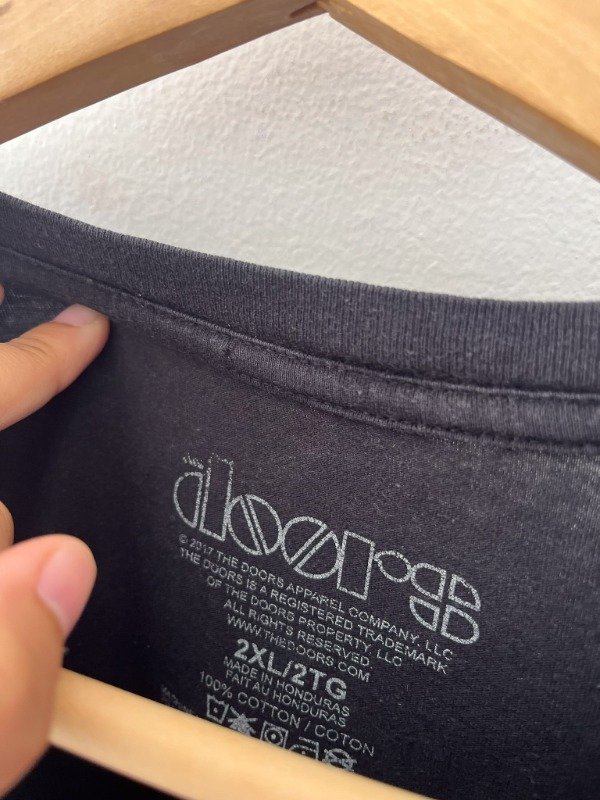 THE
doors
© 2017 THE DOORS APPAREL COMPANY, LLC
THE DOORS IS A REGISTERED TRADEMARK
OF THE DOORS PROPERTY, LLC
ALL RIGHTS RESERVED.
WWW.THEDOORS.COM
2XL/2TG
MADE IN HONDURAS
FAIT AU HONDURAS
100% COTTON / COTON